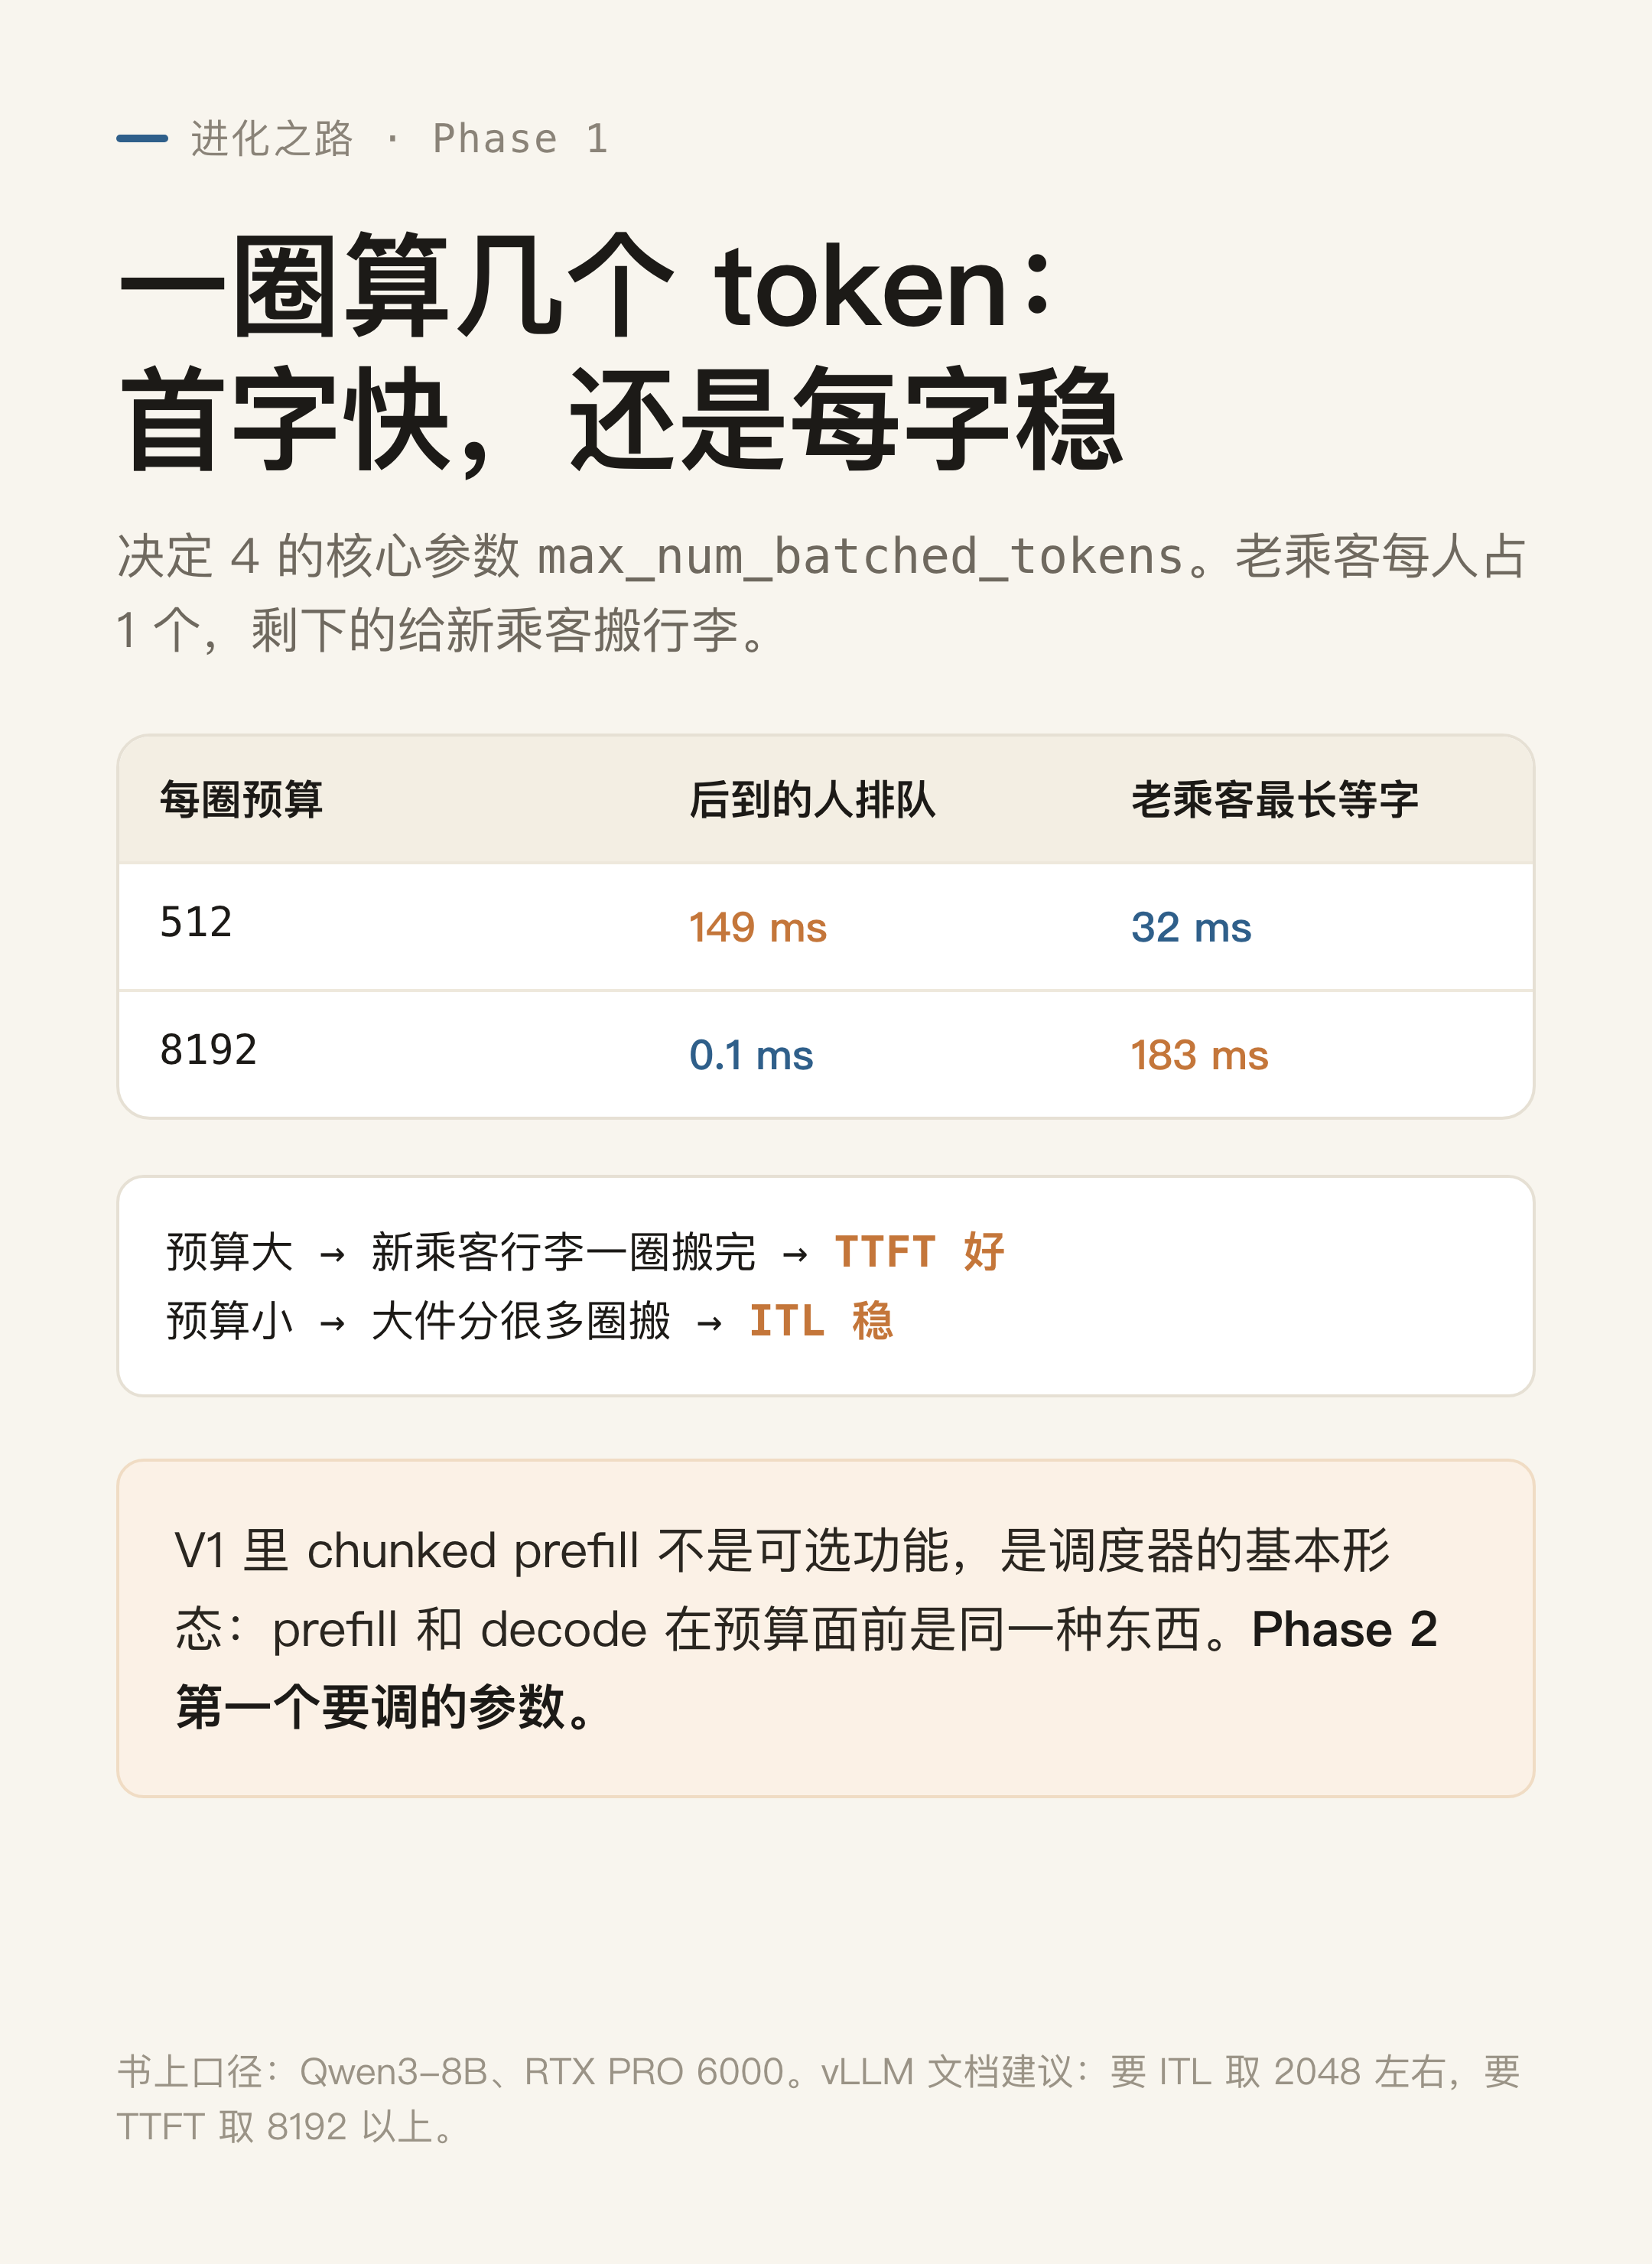 进化之路 · Phase 1
一圈算几个 token：
首字快，还是每字稳
决定 4 的核心参数 max_num_batched_tokens。老乘客每人占
1 个，剩下的给新乘客搬行李。
每圈预算 后到的人排队 老乘客最长等字
512 149 ms 32 ms
8192 0.1 ms 183 ms
预算大 → 新乘客行李一圈搬完 → TTFT 好
预算小 → 大件分很多圈搬 → ITL 稳
V1 里 chunked prefill 不是可选功能，是调度器的基本形
态：prefill 和 decode 在预算面前是同一种东西。Phase 2
第一个要调的参数。
书上口径：Qwen3-8B、RTX PRO 6000。vLLM 文档建议：要 ITL 取 2048 左右，要
TTFT 取 8192 以上。